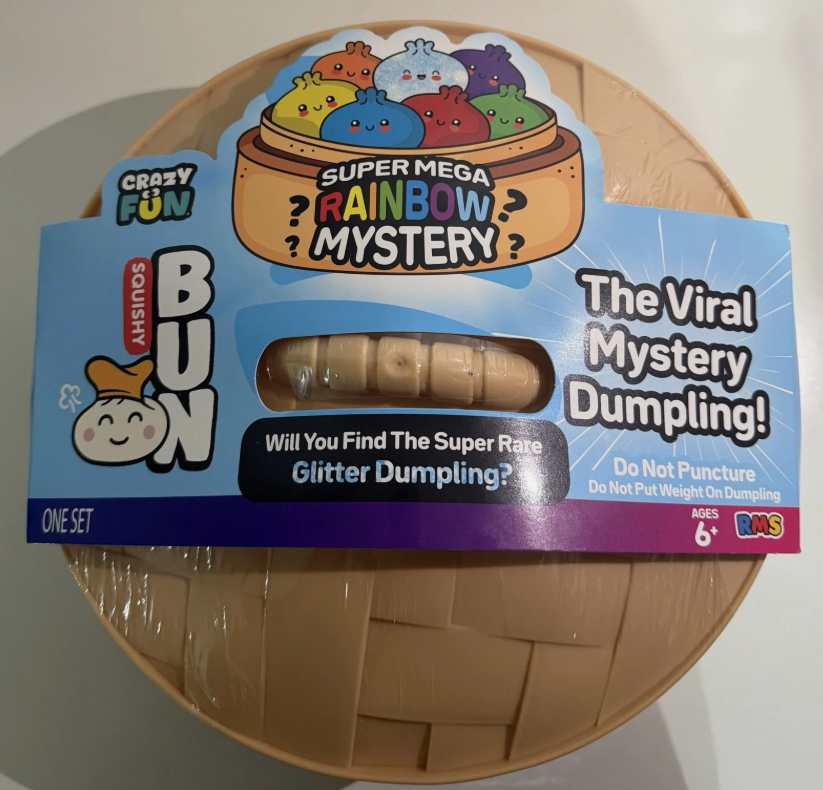 SUPER MEGA
? RAINBOW ?
? MYSTERY ?
CRAZY
FUN
SQUISHY
BUN
The Viral
Mystery
Dumpling!
Will You Find The Super Rare
Glitter Dumpling?
Do Not Puncture
Do Not Put Weight On Dumpling
ONE SET
AGES
6+
RMS